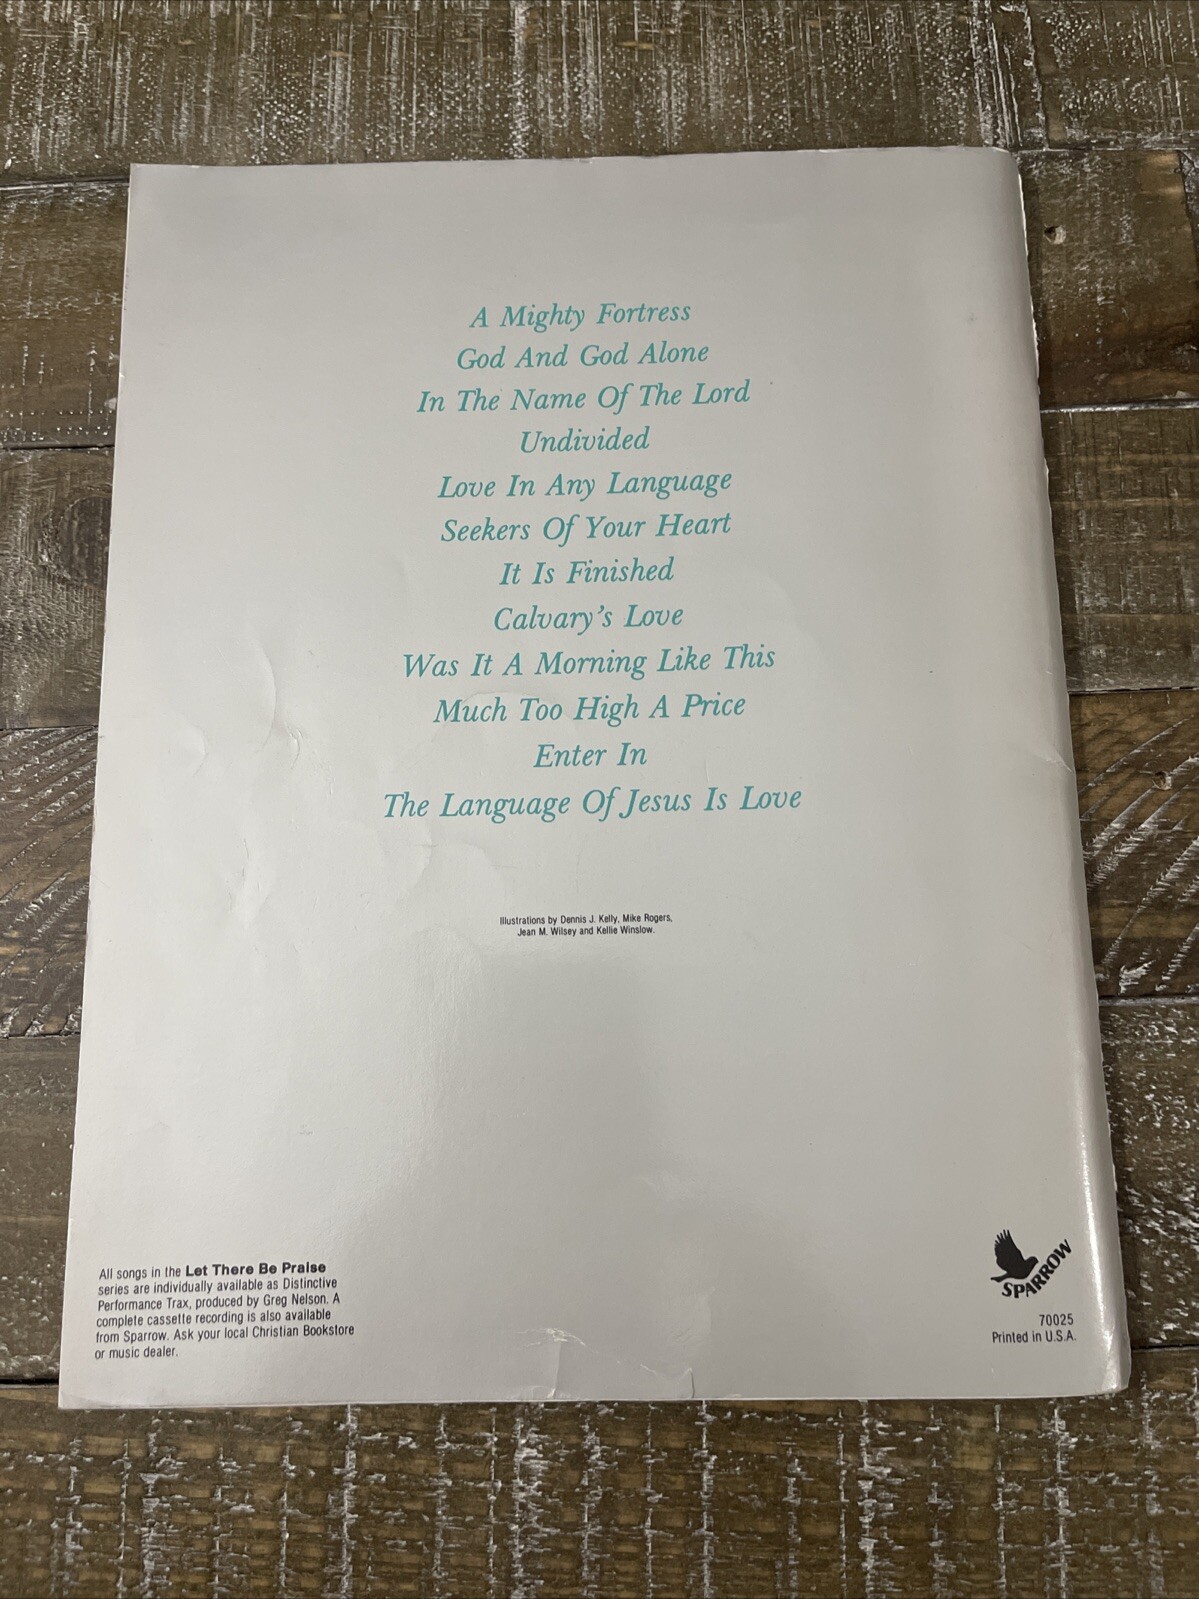 A Mighty Fortress
God And God Alone
In The Name Of The Lord
Undivided
Love In Any Language
Seekers Of Your Heart
It Is Finished
Calvary's Love
Was It A Morning Like This
Much Too High A Price
Enter In
The Language Of Jesus Is Love
Illustrations by Dennis J. Kelly, Mike Rogers,
Jean M. Wilsey and Kellie Winslow.
All songs in the Let There Be Praise
series are individually available as Distinctive
Performance Trax, produced by Greg Nelson. A
complete cassette recording is also available
from Sparrow. Ask your local Christian Bookstore
or music dealer.
SPARROW
70025
Printed in U.S.A.